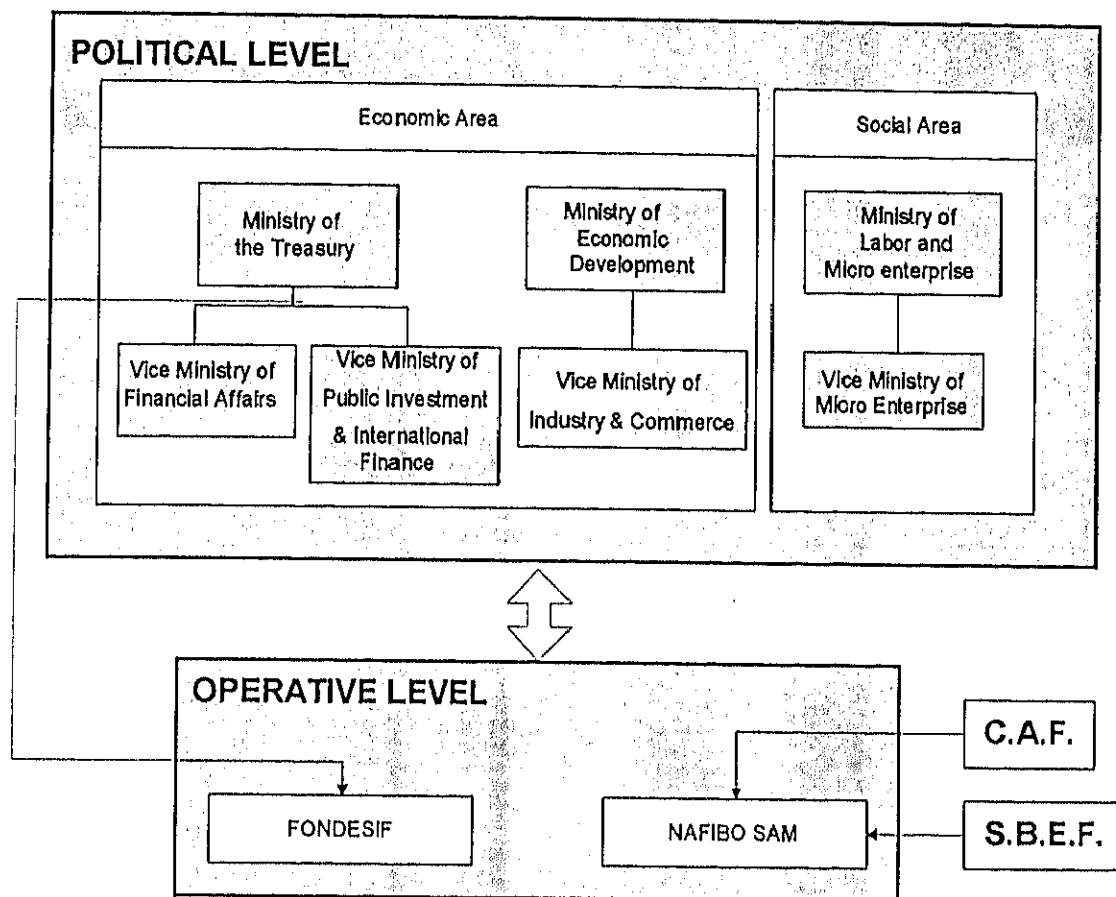 POLITICAL LEVEL
Economic Area
Social Area
Ministry of
the Treasury
Ministry of
Economic
Development
Ministry of
Labor and
Micro enterprise
Vice Ministry of
Financial Affairs
Vice Ministry of
Public Investment
& International
Finance
Vice Ministry of
Industry & Commerce
Vice Ministry of
Micro Enterprise
OPERATIVE LEVEL
C.A.F.
FONDESIF
NAFIBO SAM
S.B.E.F.